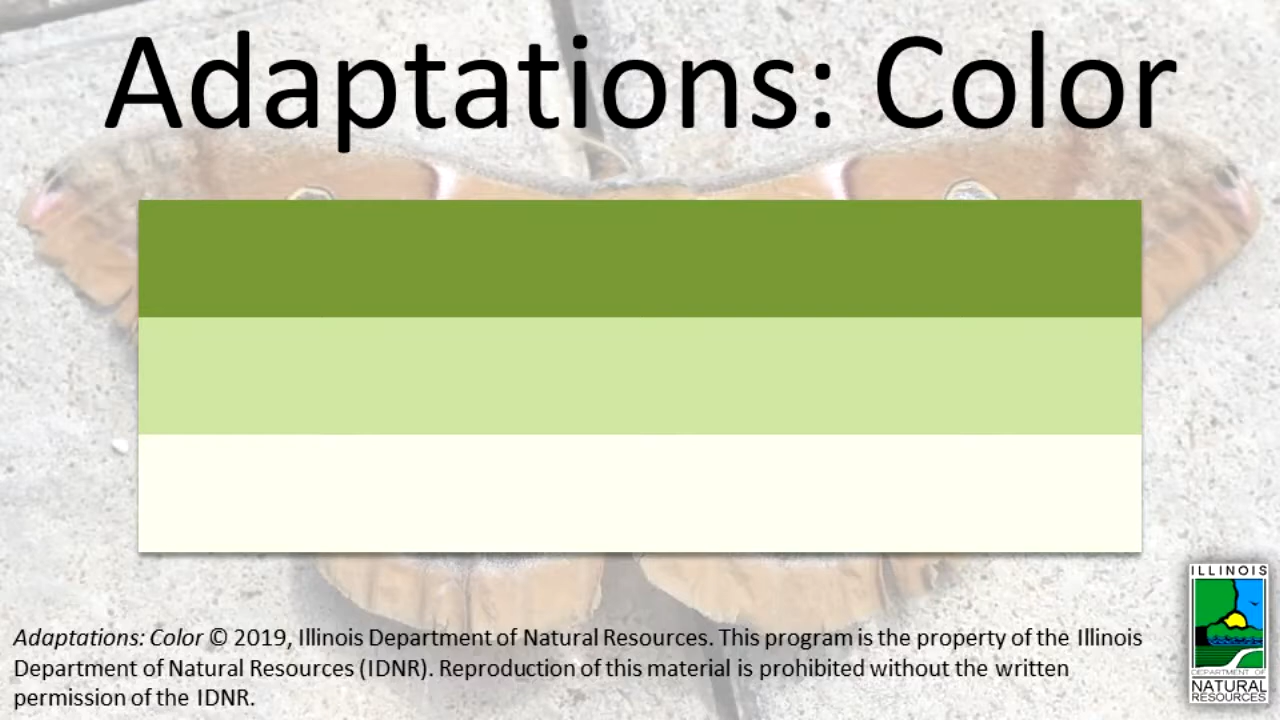 Adaptations: Color
Adaptations: Color © 2019, Illinois Department of Natural Resources. This program is the property of the Illinois
Department of Natural Resources (IDNR). Reproduction of this material is prohibited without the written
permission of the IDNR.
ILLINOIS
DEPARTMENT OF
NATURAL
RESOURCES